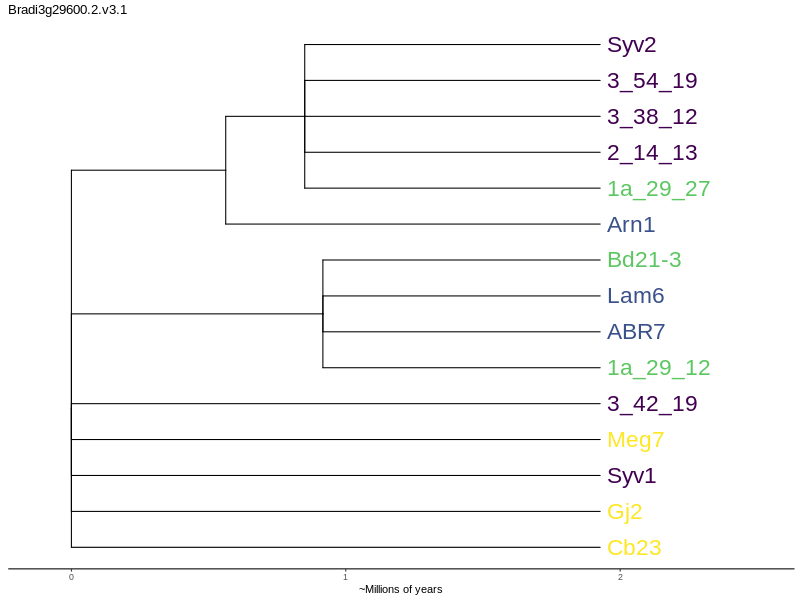 Bradi3g29600.2.v3.1
Syv2
3_54_19
3_38_12
2_14_13
1a_29_27
Arn1
Bd21-3
Lam6
ABR7
1a_29_12
3_42_19
Meg7
Syv1
Gj2
Cb23
0 1 2
~Millions of years